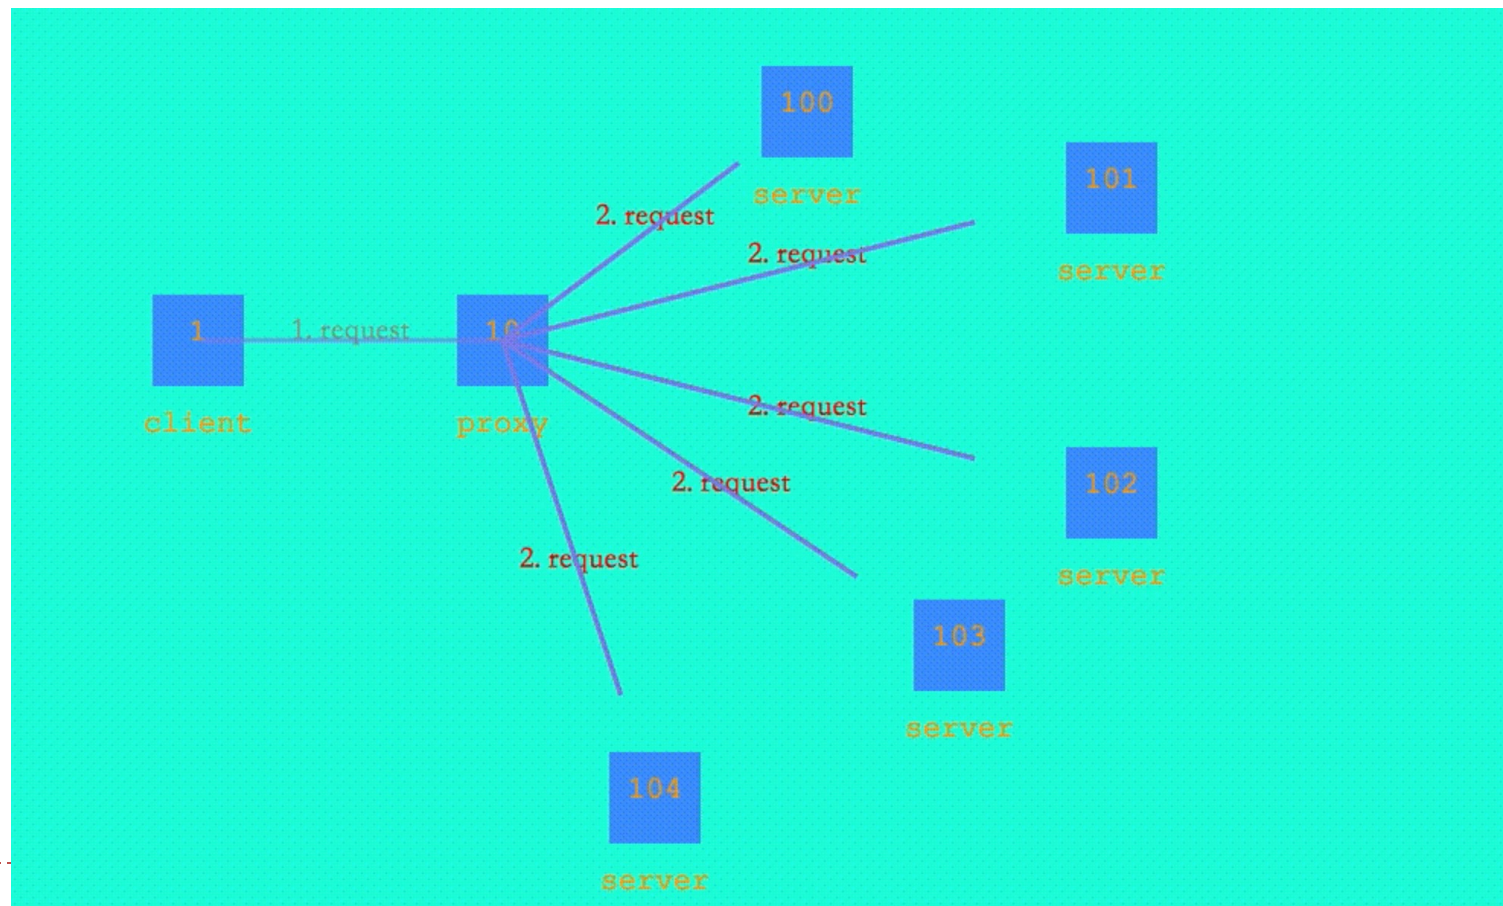 100
server
101
server
2. request
2. request
1
1. request
10
client
proxy
2. request
2. request
102
server
2. request
103
server
104
server